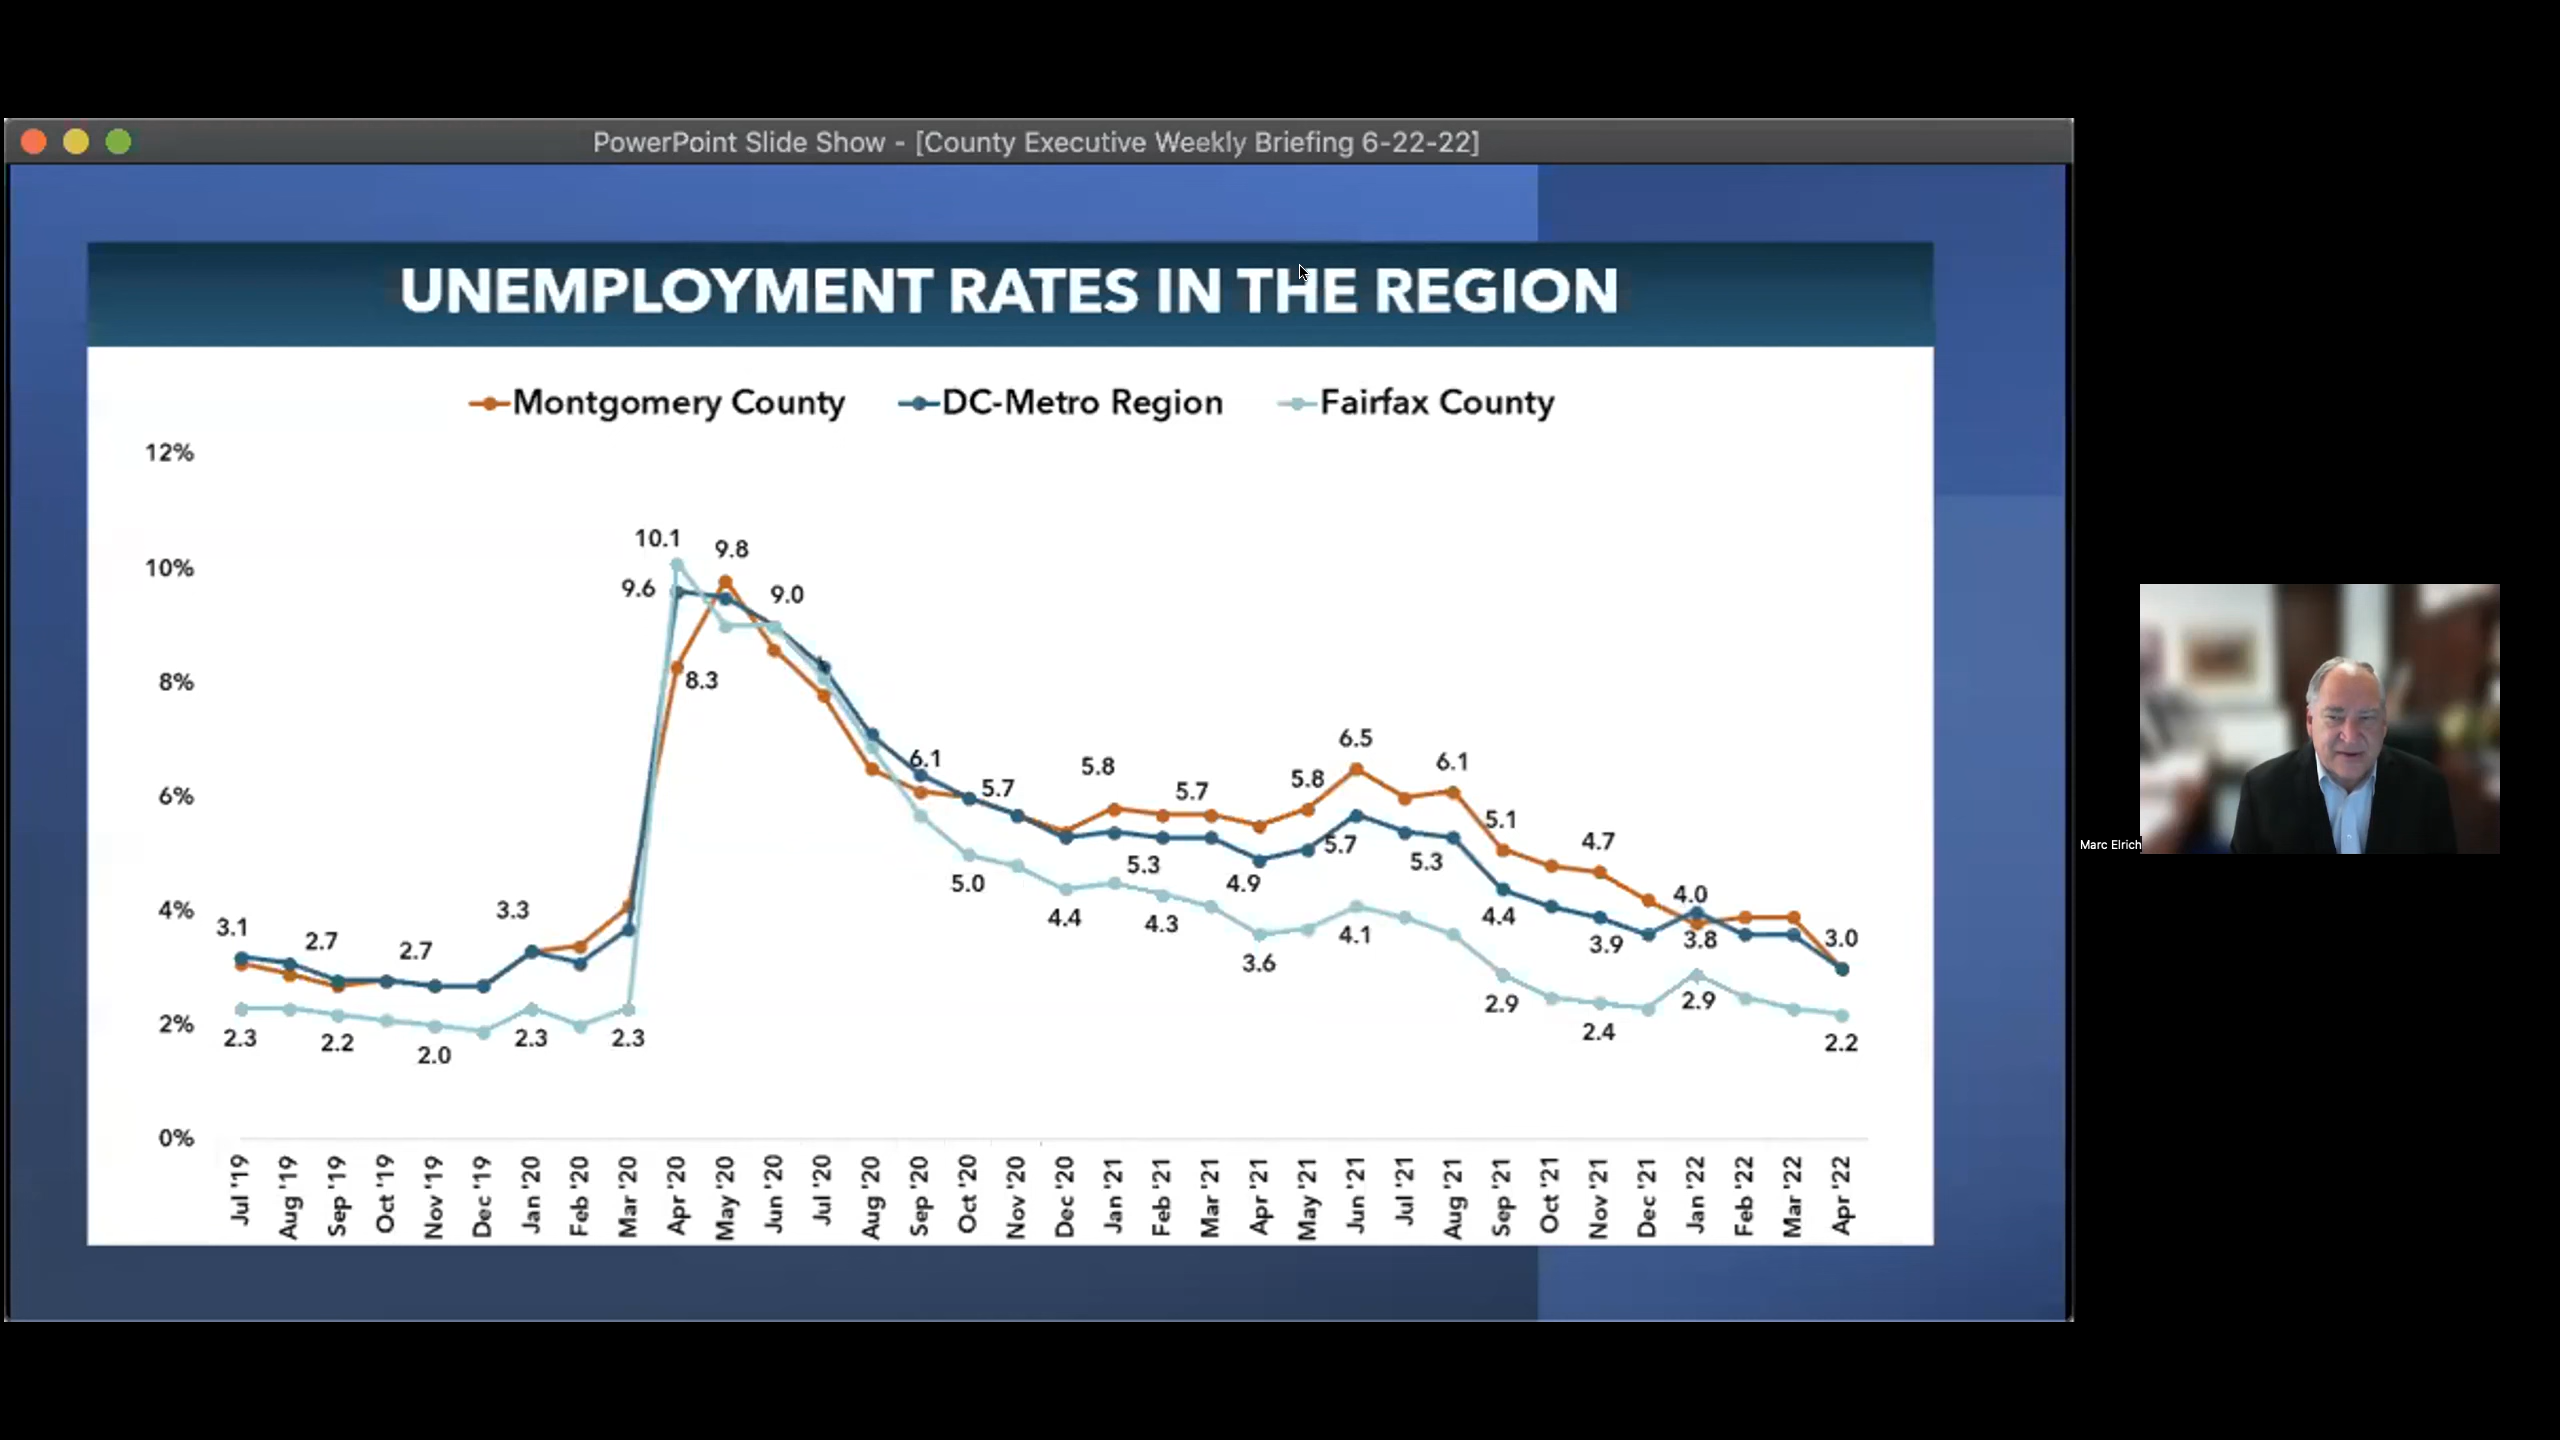 PowerPoint Slide Show - [County Executive Weekly Briefing 6-22-22]
UNEMPLOYMENT RATES IN THE REGION
Montgomery County DC-Metro Region Fairfax County
12%
10%
8%
6%
4%
2%
0%
10.1
9.8
9.6
9.0
8.3
6.1
5.7
5.8
5.7
5.8
6.5
6.1
5.1
4.7
4.0
3.0
3.1
2.7
2.7
3.3
5.3
4.9
5.7
5.3
4.4
3.9
3.8
2.3
2.2
2.0
2.3
2.3
5.0
4.4
4.3
3.6
4.1
2.9
2.4
2.9
2.2
Jul '19
Aug '19
Sep '19
Oct '19
Nov '19
Dec '19
Jan '20
Feb '20
Mar '20
Apr '20
May '20
Jun '20
Jul '20
Aug '20
Sep '20
Oct '20
Nov '20
Dec '20
Jan '21
Feb '21
Mar '21
Apr '21
May '21
Jun '21
Jul '21
Aug '21
Sep '21
Oct '21
Nov '21
Dec '21
Jan '22
Feb '22
Mar '22
Apr '22
Marc Elrich